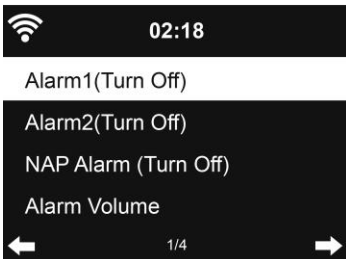 02:18
Alarm1(Turn Off)
Alarm2(Turn Off)
NAP Alarm (Turn Off)
Alarm Volume
1/4